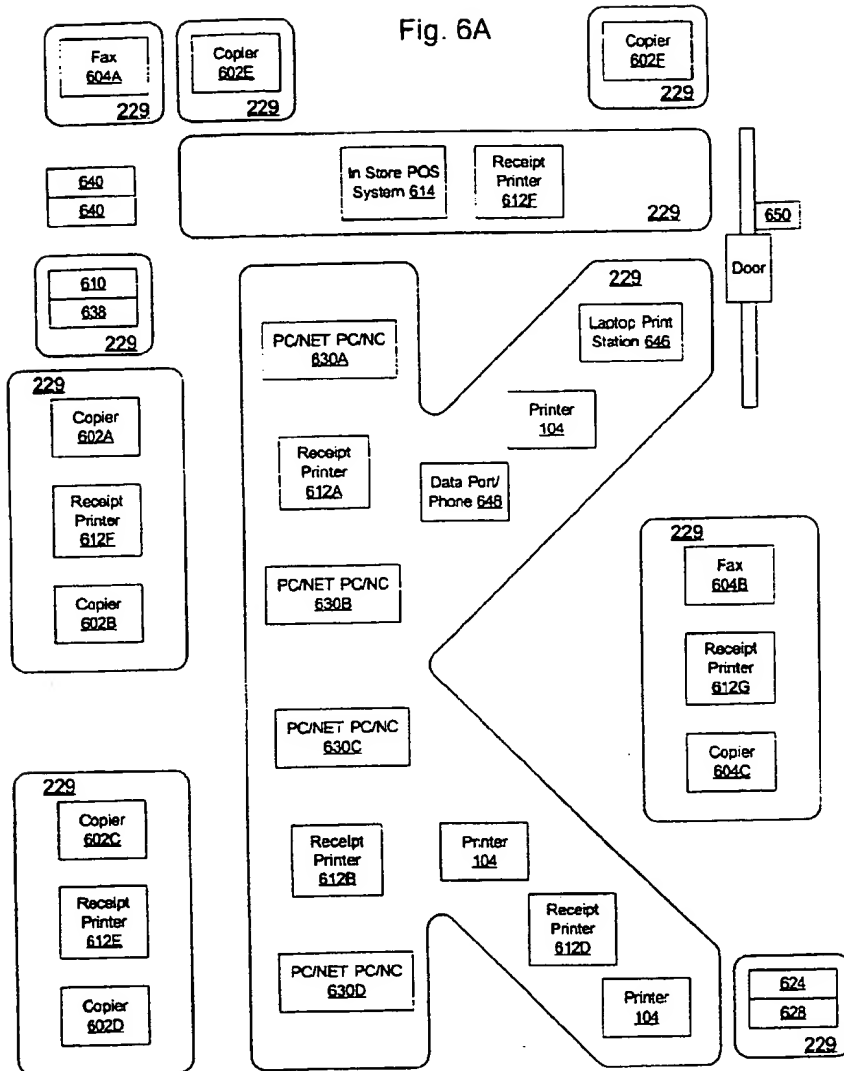 Fig. 6A
Fax
604A
229
Copier
602E
229
Copier
602F
229
640
640
In Store POS
System 614
Receipt
Printer
612F
229
650
Door
610
638
229
229
Laptop Print
Station 646
PC/NET PC/NC
630A
Printer
104
Receipt
Printer
612A
Data Port/
Phone 648
PC/NET PC/NC
630B
PC/NET PC/NC
630C
Receipt
Printer
612B
Printer
104
Receipt
Printer
612D
PC/NET PC/NC
630D
Printer
104
229
Copier
602A
Receipt
Printer
612F
Copier
602B
229
Copier
602C
Receipt
Printer
612E
Copier
602D
229
Fax
604B
Receipt
Printer
612G
Copier
604C
624
628
229